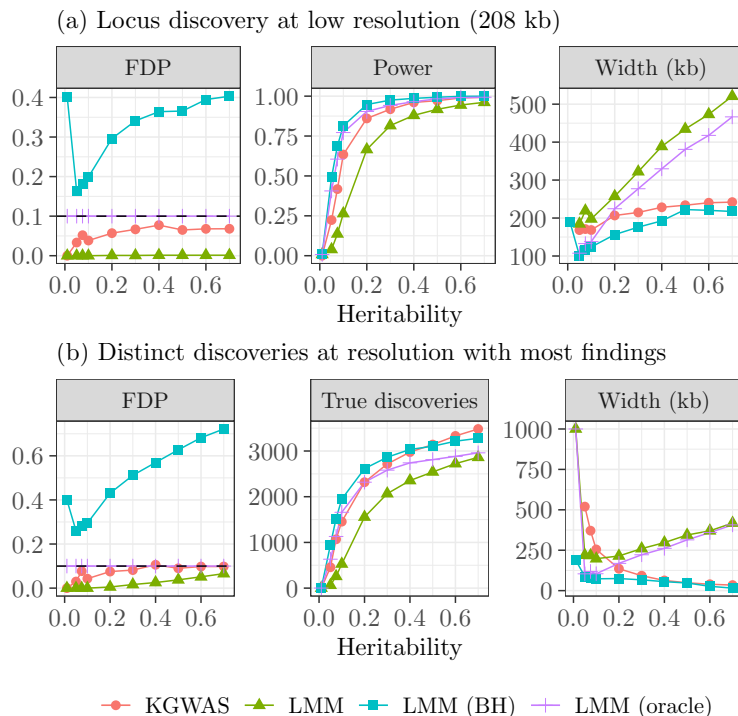 (a) Locus discovery at low resolution (208 kb)
FDP Power Width (kb)
0.4 0.3 0.2 0.1 0.0
1.00 0.75 0.50 0.25 0.00
500 400 300 200 100
0.0 0.2 0.4 0.6 0.0 0.2 0.4 0.6 0.0 0.2 0.4 0.6
Heritability
(b) Distinct discoveries at resolution with most findings
FDP True discoveries Width (kb)
0.6 0.4 0.2 0.0
3000 2000 1000 0
1000 750 500 250 0
0.0 0.2 0.4 0.6 0.0 0.2 0.4 0.6 0.0 0.2 0.4 0.6
Heritability
KGWAS LMM LMM (BH) LMM (oracle)